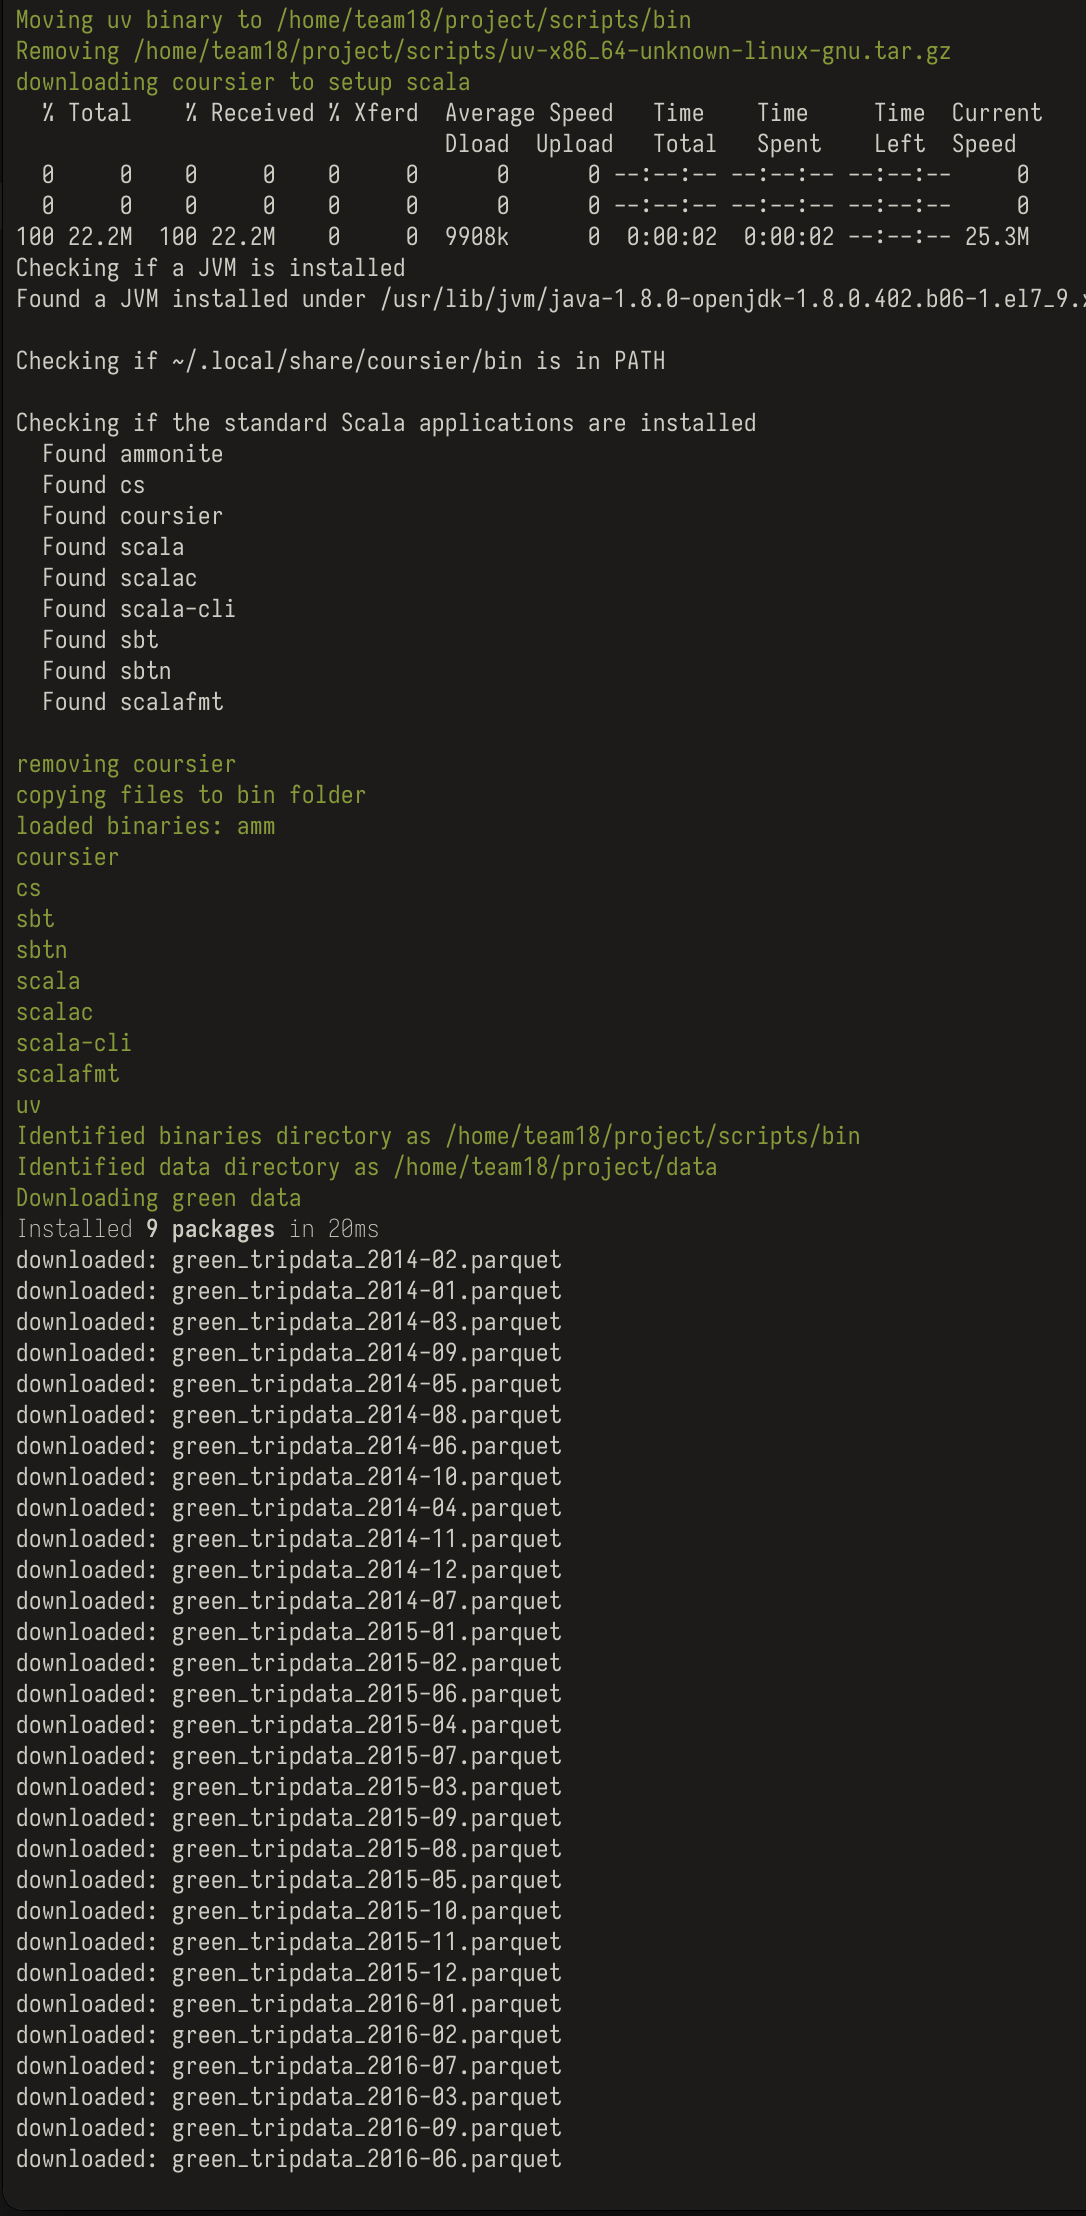 Moving uv binary to /home/team18/project/scripts/bin
Removing /home/team18/project/scripts/uv-x86_64-unknown-linux-gnu.tar.gz
downloading coursier to setup scala
  % Total    % Received % Xferd  Average Speed   Time    Time     Time  Current
                                 Dload  Upload   Total   Spent    Left  Speed
  0     0    0     0    0     0      0      0 --:--:-- --:--:-- --:--:--     0
  0     0    0     0    0     0      0      0 --:--:-- --:--:-- --:--:--     0
100 22.2M  100 22.2M    0     0  9908k      0  0:00:02  0:00:02 --:--:-- 25.3M
Checking if a JVM is installed
Found a JVM installed under /usr/lib/jvm/java-1.8.0-openjdk-1.8.0.402.b06-1.el7_9.x

Checking if ~/.local/share/coursier/bin is in PATH

Checking if the standard Scala applications are installed
  Found ammonite
  Found cs
  Found coursier
  Found scala
  Found scalac
  Found scala-cli
  Found sbt
  Found sbtn
  Found scalafmt

removing coursier
copying files to bin folder
loaded binaries: amm
coursier
cs
sbt
sbtn
scala
scalac
scala-cli
scalafmt
uv
Identified binaries directory as /home/team18/project/scripts/bin
Identified data directory as /home/team18/project/data
Downloading green data
Installed 9 packages in 20ms
downloaded: green_tripdata_2014-02.parquet
downloaded: green_tripdata_2014-01.parquet
downloaded: green_tripdata_2014-03.parquet
downloaded: green_tripdata_2014-09.parquet
downloaded: green_tripdata_2014-05.parquet
downloaded: green_tripdata_2014-08.parquet
downloaded: green_tripdata_2014-06.parquet
downloaded: green_tripdata_2014-10.parquet
downloaded: green_tripdata_2014-04.parquet
downloaded: green_tripdata_2014-11.parquet
downloaded: green_tripdata_2014-12.parquet
downloaded: green_tripdata_2014-07.parquet
downloaded: green_tripdata_2015-01.parquet
downloaded: green_tripdata_2015-02.parquet
downloaded: green_tripdata_2015-06.parquet
downloaded: green_tripdata_2015-04.parquet
downloaded: green_tripdata_2015-07.parquet
downloaded: green_tripdata_2015-03.parquet
downloaded: green_tripdata_2015-09.parquet
downloaded: green_tripdata_2015-08.parquet
downloaded: green_tripdata_2015-05.parquet
downloaded: green_tripdata_2015-10.parquet
downloaded: green_tripdata_2015-11.parquet
downloaded: green_tripdata_2015-12.parquet
downloaded: green_tripdata_2016-01.parquet
downloaded: green_tripdata_2016-02.parquet
downloaded: green_tripdata_2016-07.parquet
downloaded: green_tripdata_2016-03.parquet
downloaded: green_tripdata_2016-09.parquet
downloaded: green_tripdata_2016-06.parquet